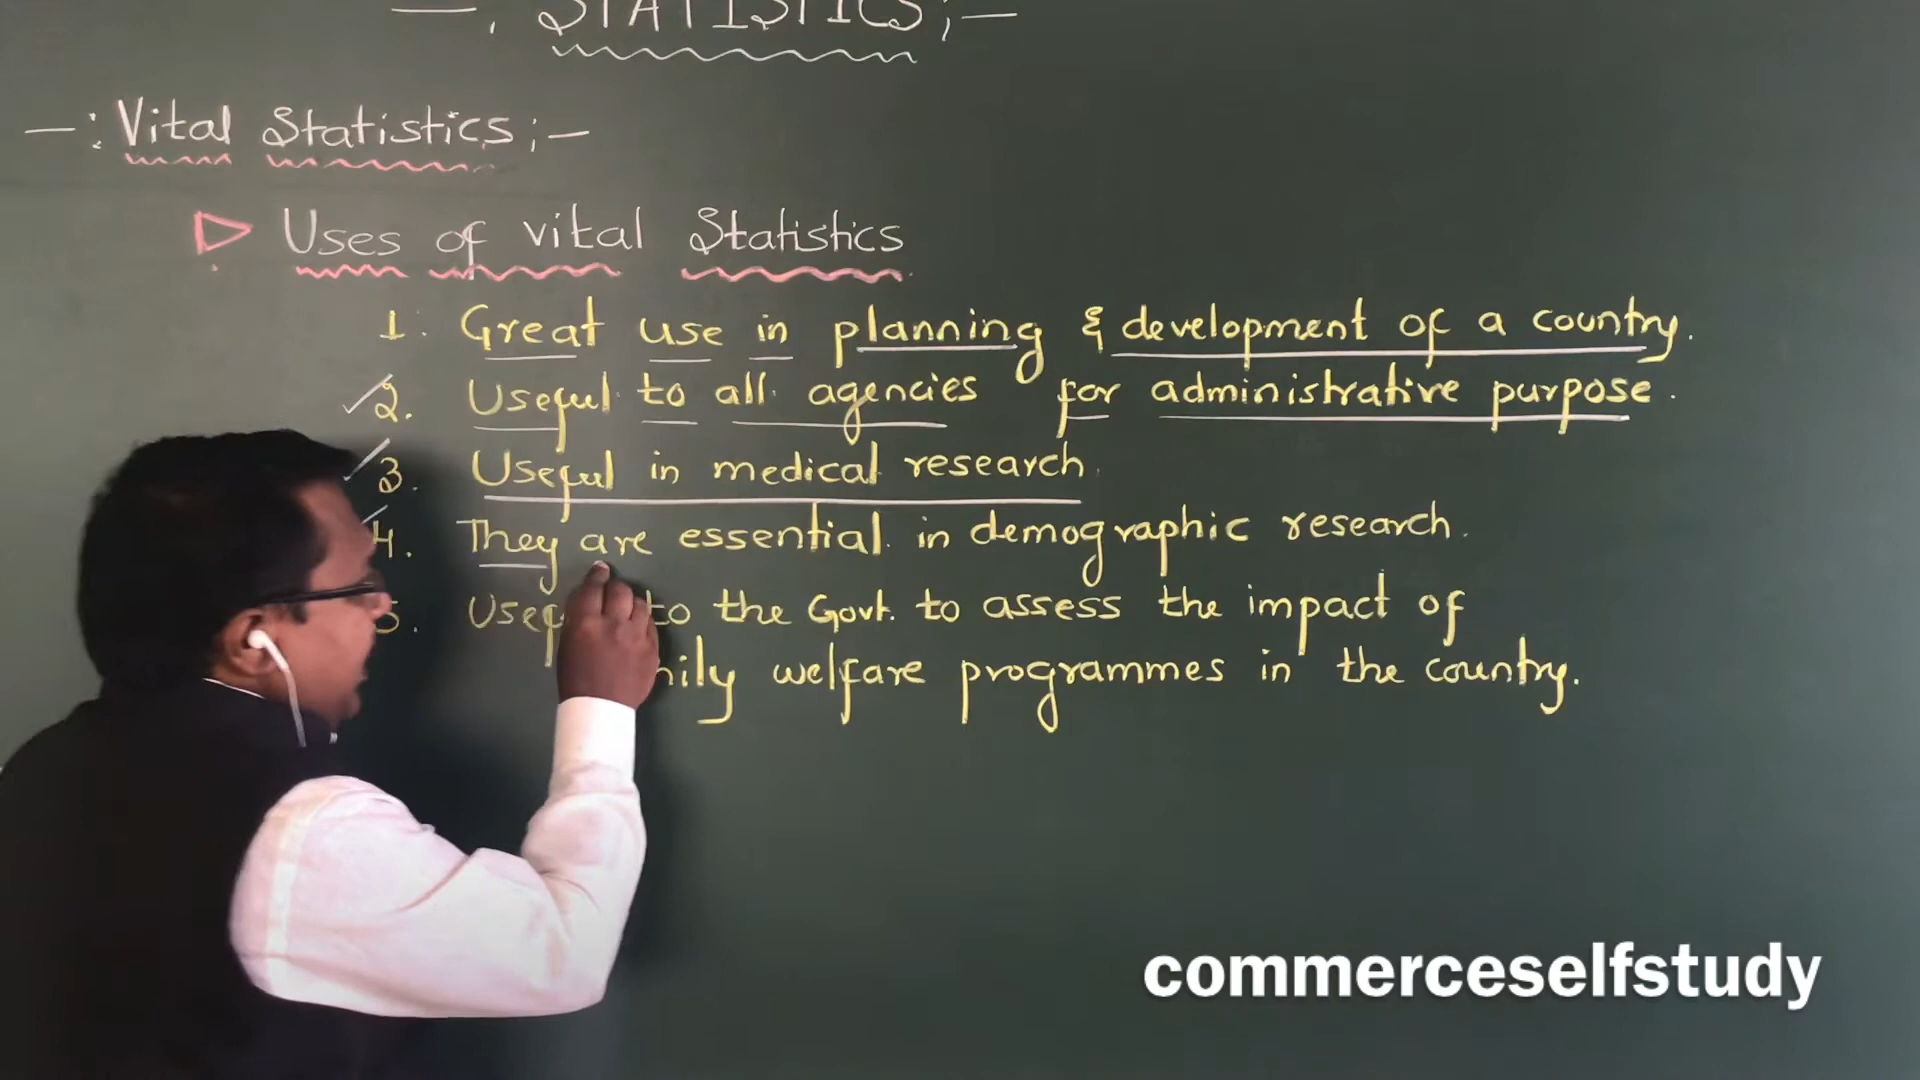 —: STATISTICS ;—
—: Vital Statistics ;—
Uses of vital Statistics
1. Great use in planning & development of a country.
2. Useful to all agencies for administrative purpose.
3. Useful in medical research.
4. They are essential in demographic research.
5. to the Govt. to assess the impact of
welfare programmes in the country.
commerceselfstudy